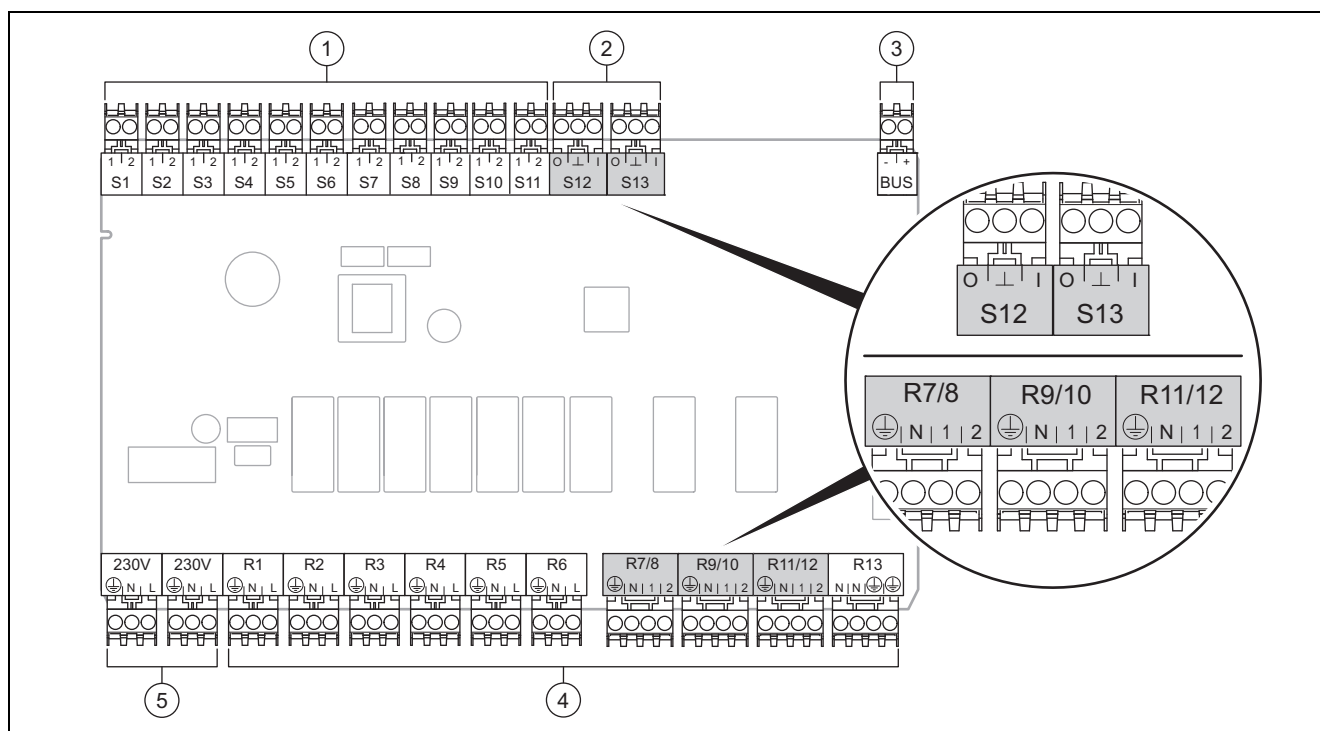 1 2 3
1 2 1 2 1 2 1 2 1 2 1 2 1 2 1 2 1 2 1 2 1 2 O ⊥ I O ⊥ I - +
S1 S2 S3 S4 S5 S6 S7 S8 S9 S10 S11 S12 S13 BUS
O ⊥ I O ⊥ I
S12 S13
R7/8 R9/10 R11/12
⏚ N 1 2 ⏚ N 1 2 ⏚ N 1 2
230V 230V R1 R2 R3 R4 R5 R6 R7/8 R9/10 R11/12 R13
⏚ N L ⏚ N L ⏚ N L ⏚ N L ⏚ N L ⏚ N L ⏚ N L ⏚ N L ⏚ N 1 2 ⏚ N 1 2 ⏚ N 1 2 N N ⏚ ⏚
5 4